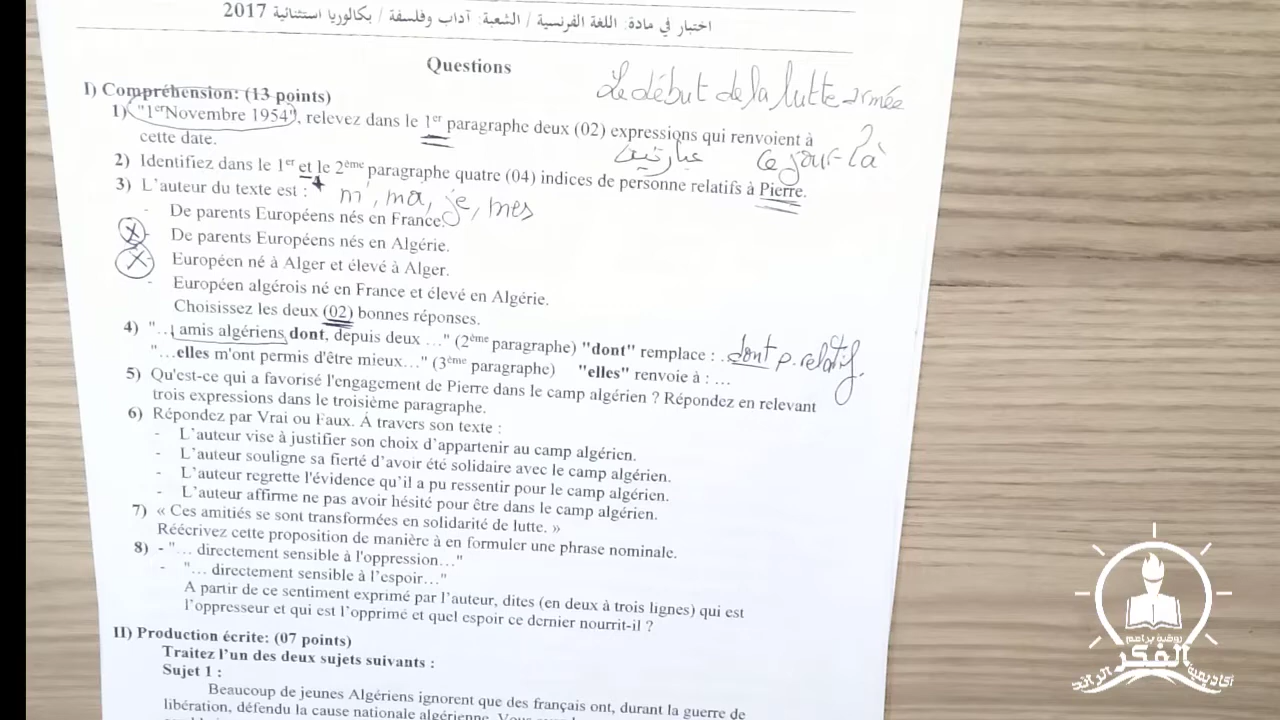 اختبار في مادة: اللغة الفرنسية / الشعبة: آداب وفلسفة / بكالوريا استثنائية 2017
Questions
Le début de la lutte armée
I) Compréhension: (13 points)
1) "1er Novembre 1954", relevez dans le 1er paragraphe deux (02) expressions qui renvoient à
cette date.
عبارتين
Ce jour-là
2) Identifiez dans le 1er et le 2ème paragraphe quatre (04) indices de personne relatifs à Pierre.
3) L'auteur du texte est :
m', ma, je, mes
- De parents Européens nés en France.
De parents Européens nés en Algérie.
Européen né à Alger et élevé à Alger.
- Européen algérois né en France et élevé en Algérie.
Choisissez les deux (02) bonnes réponses.
4) "… amis algériens dont, depuis deux …" (2ème paragraphe) "dont" remplace : …
dont p. relatif.
"…elles m'ont permis d'être mieux…" (3ème paragraphe) "elles" renvoie à : …
5) Qu'est-ce qui a favorisé l'engagement de Pierre dans le camp algérien ? Répondez en relevant
trois expressions dans le troisième paragraphe.
6) Répondez par Vrai ou Faux. À travers son texte :
- L'auteur vise à justifier son choix d'appartenir au camp algérien.
- L'auteur souligne sa fierté d'avoir été solidaire avec le camp algérien.
- L'auteur regrette l'évidence qu'il a pu ressentir pour le camp algérien.
- L'auteur affirme ne pas avoir hésité pour être dans le camp algérien.
7) « Ces amitiés se sont transformées en solidarité de lutte. »
Réécrivez cette proposition de manière à en formuler une phrase nominale.
8) - "… directement sensible à l'oppression…"
- "… directement sensible à l'espoir…"
A partir de ce sentiment exprimé par l'auteur, dites (en deux à trois lignes) qui est
l'oppresseur et qui est l'opprimé et quel espoir ce dernier nourrit-il ?
II) Production écrite: (07 points)
Traitez l'un des deux sujets suivants :
Sujet 1 :
Beaucoup de jeunes Algériens ignorent que des français ont, durant la guerre de
libération, défendu la cause nationale algérienne.
الفكر
أكاديمية
الرائد